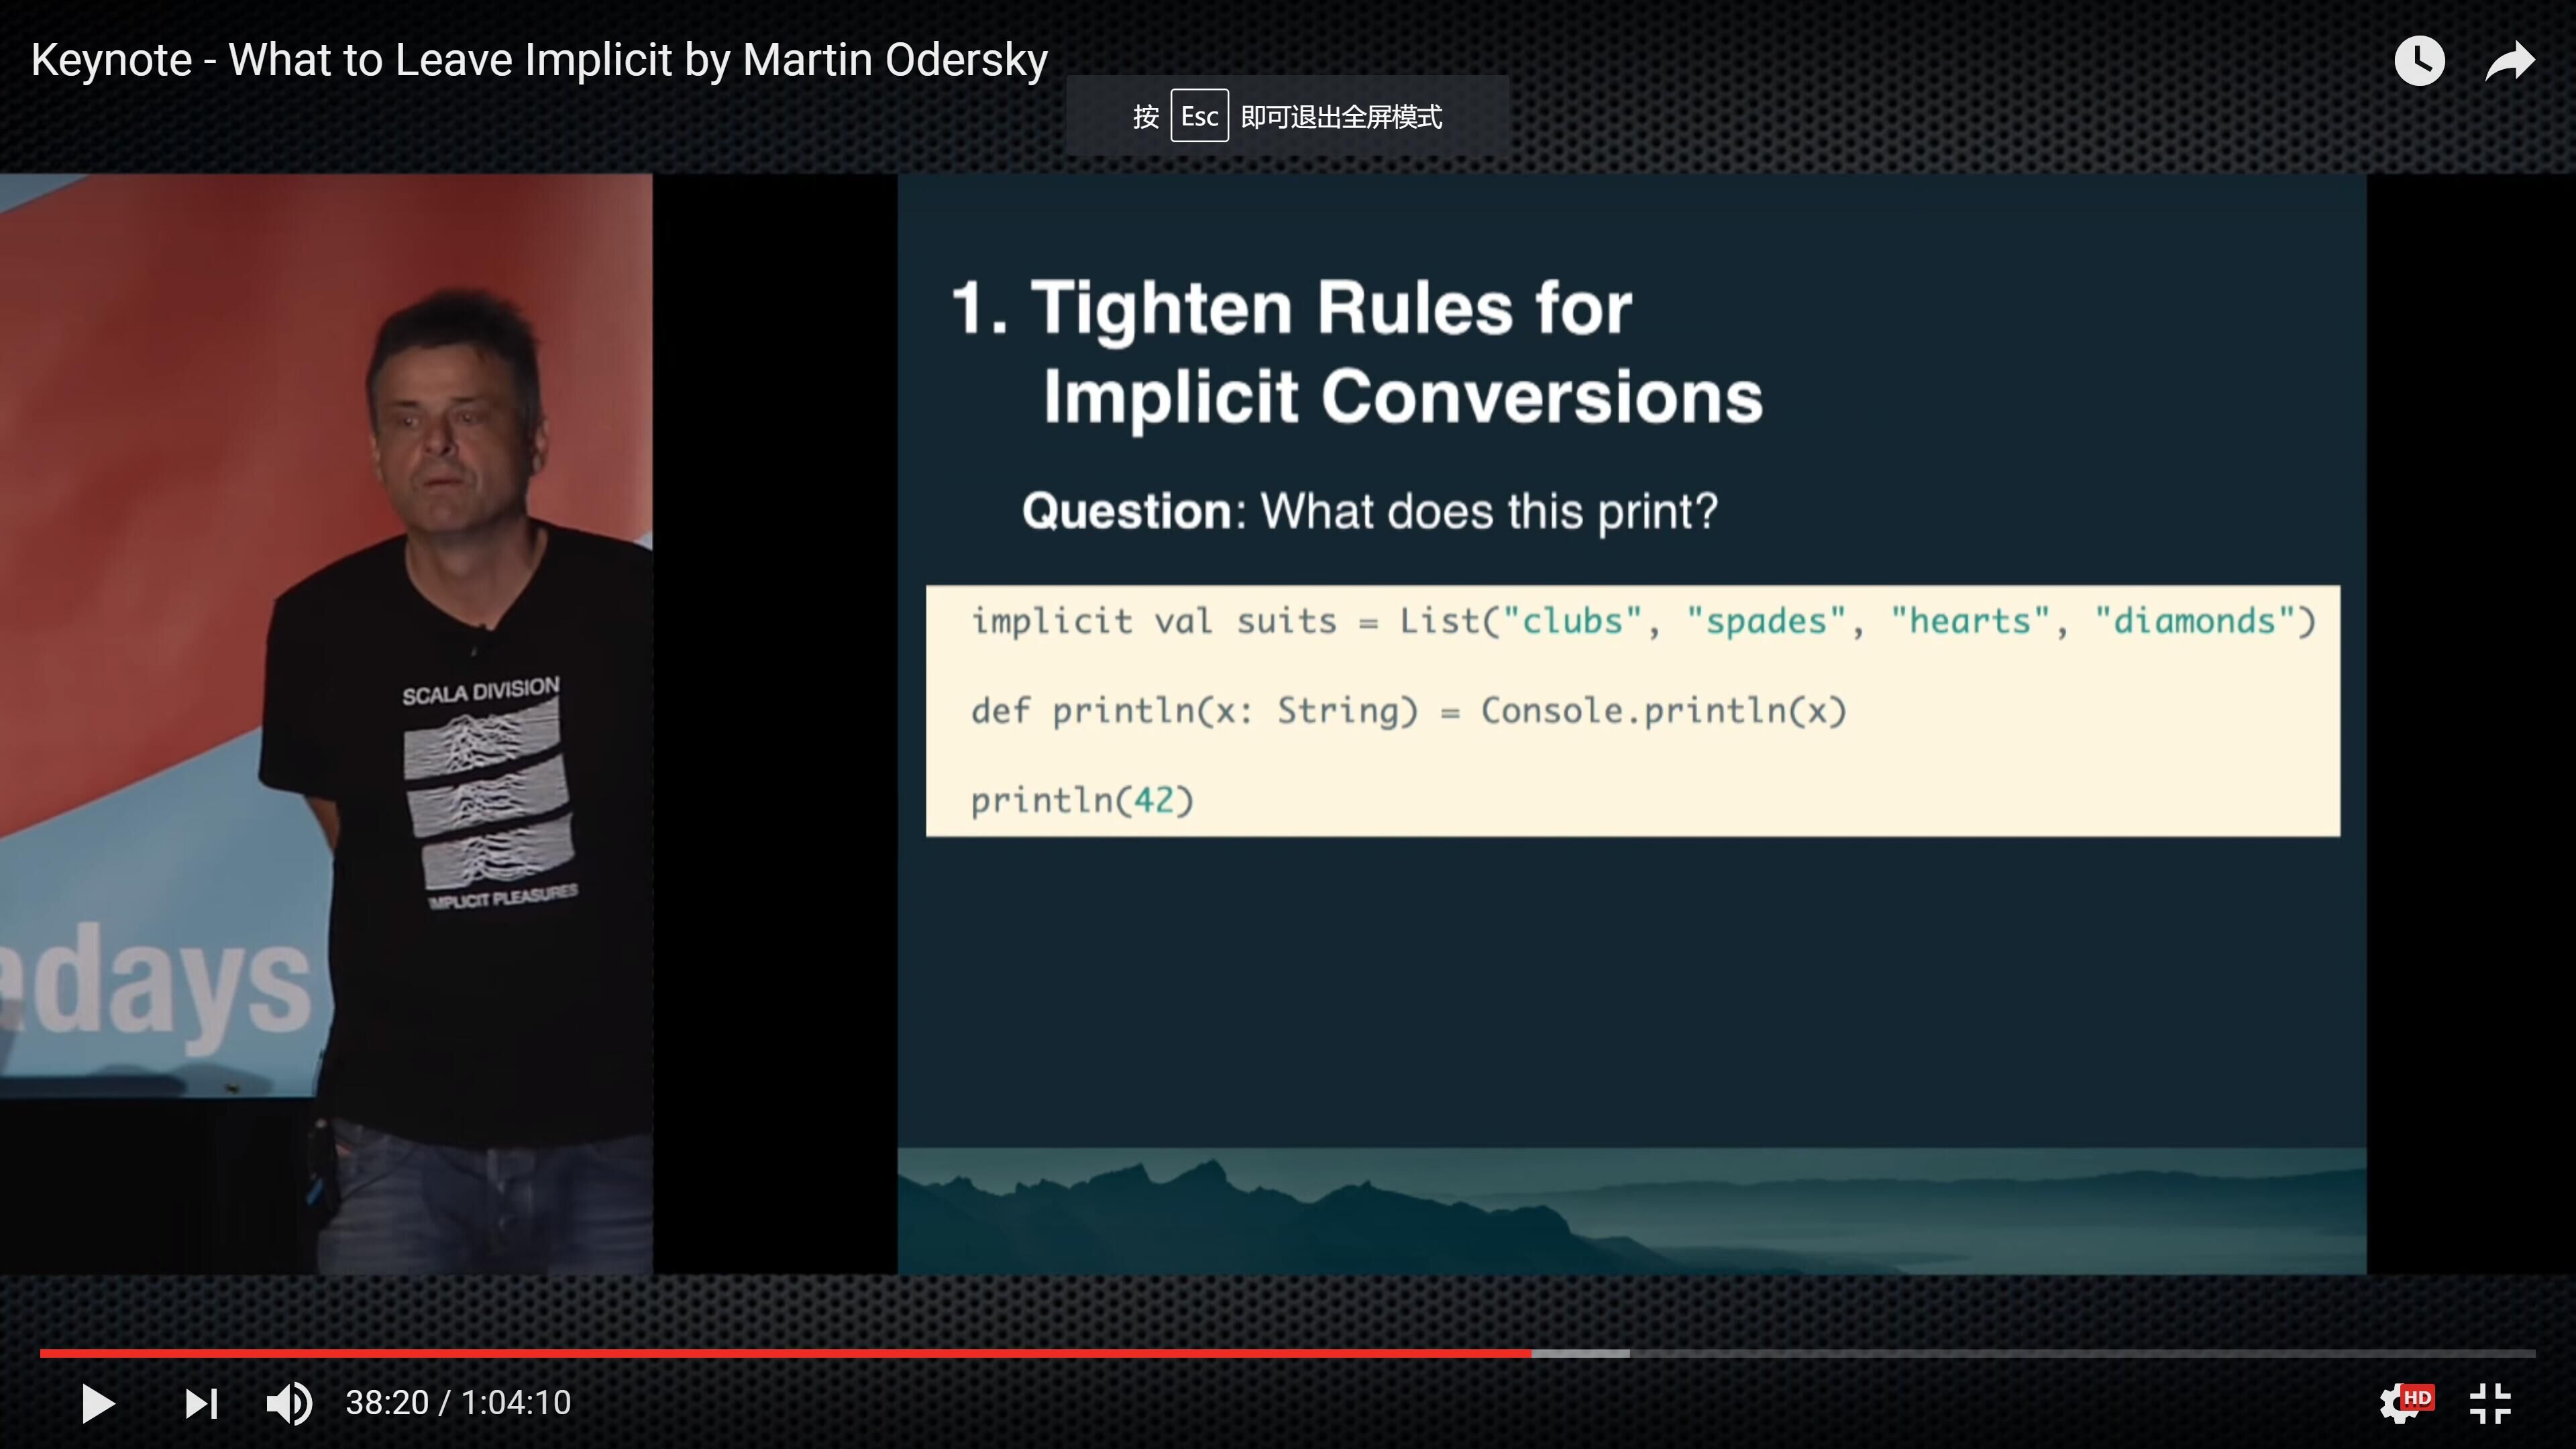 Keynote - What to Leave Implicit by Martin Odersky
按 Esc 即可退出全屏模式
1. Tighten Rules for
Implicit Conversions
Question: What does this print?
implicit val suits = List("clubs", "spades", "hearts", "diamonds")
def println(x: String) = Console.println(x)
println(42)
SCALA DIVISION
IMPLICIT PLEASURES
adays
38:20 / 1:04:10
HD